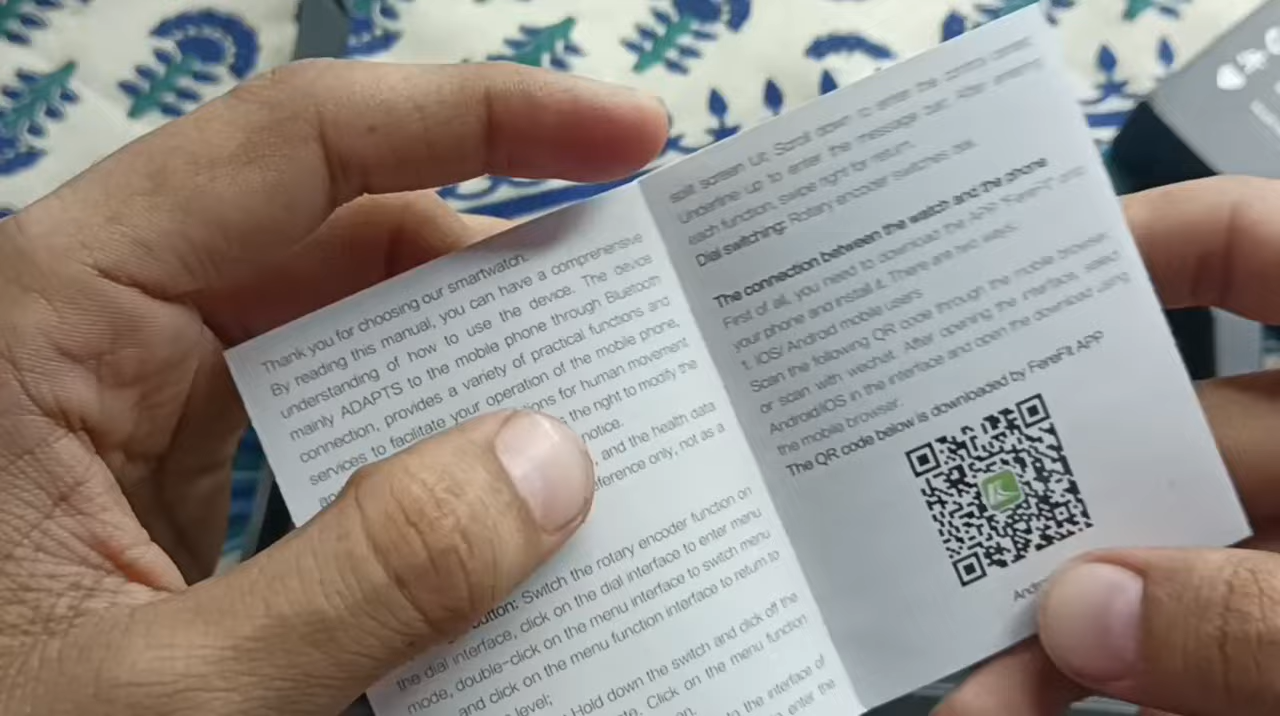 Thank you for choosing our smartwatch.
By reading this manual, you can have a comprehensive
understanding of how to use the device. The device
mainly ADAPTS to the mobile phone through Bluetooth
connection, provides a variety of practical functions and
services to facilitate your operation of the mobile phone,
for human movement
the right to modify the
notice.
, and the health data
only, not as a
button: Switch the rotary encoder function on
the dial interface, click on the dial interface to enter menu
mode, double-click on the menu interface to switch menu
and click on the menu function interface to return to
level;
Hold down the switch and click off the
Click on the menu function
to the interface of
enter the
split screen UI; Scroll down to enter the
Underline up to enter the message bar; After
each function, swipe right for return.
Dial switching: Rotary encoder switches
The connection between the watch and the phone
First of all, you need to download the APP "Fere
your phone and install it. There are two ways:
1. IOS/ Android mobile users
Scan the following QR code through the mobile browser
or scan with wechat. After opening the interface, select
Android/IOS in the interface and open the download using
the mobile browser.
The QR code below is downloaded by FereFit APP